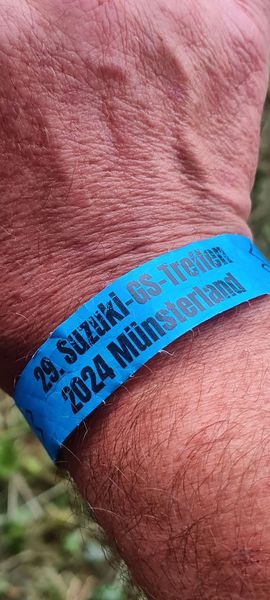 29. Suzuki-GS-Treffen
2024 Münsterland